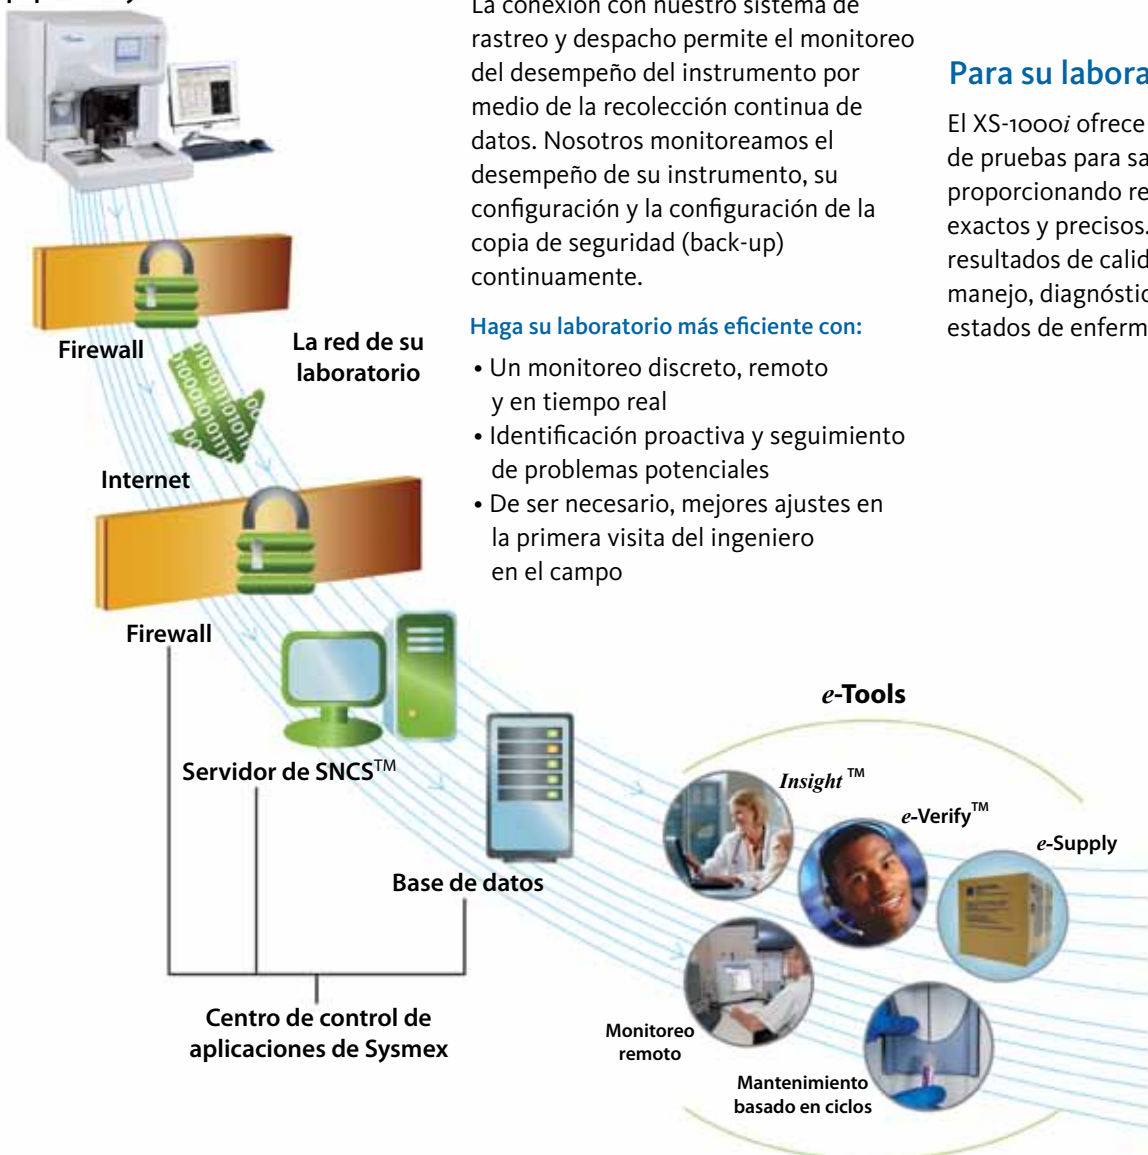 La conexión con nuestro sistema de
rastreo y despacho permite el monitoreo
del desempeño del instrumento por
medio de la recolección continua de
datos. Nosotros monitoreamos el
desempeño de su instrumento, su
configuración y la configuración de la
copia de seguridad (back-up)
continuamente.
Haga su laboratorio más eficiente con:
• Un monitoreo discreto, remoto
y en tiempo real
• Identificación proactiva y seguimiento
de problemas potenciales
• De ser necesario, mejores ajustes en
la primera visita del ingeniero
en el campo
Para su labora
El XS-1000i ofrece
de pruebas para sa
proporcionando re
exactos y precisos.
resultados de calid
manejo, diagnóstic
estados de enferm
Firewall
La red de su
laboratorio
Internet
Firewall
Servidor de SNCS™
Base de datos
Centro de control de
aplicaciones de Sysmex
e-Tools
Insight™
e-Verify™
e-Supply
Monitoreo
remoto
Mantenimiento
basado en ciclos